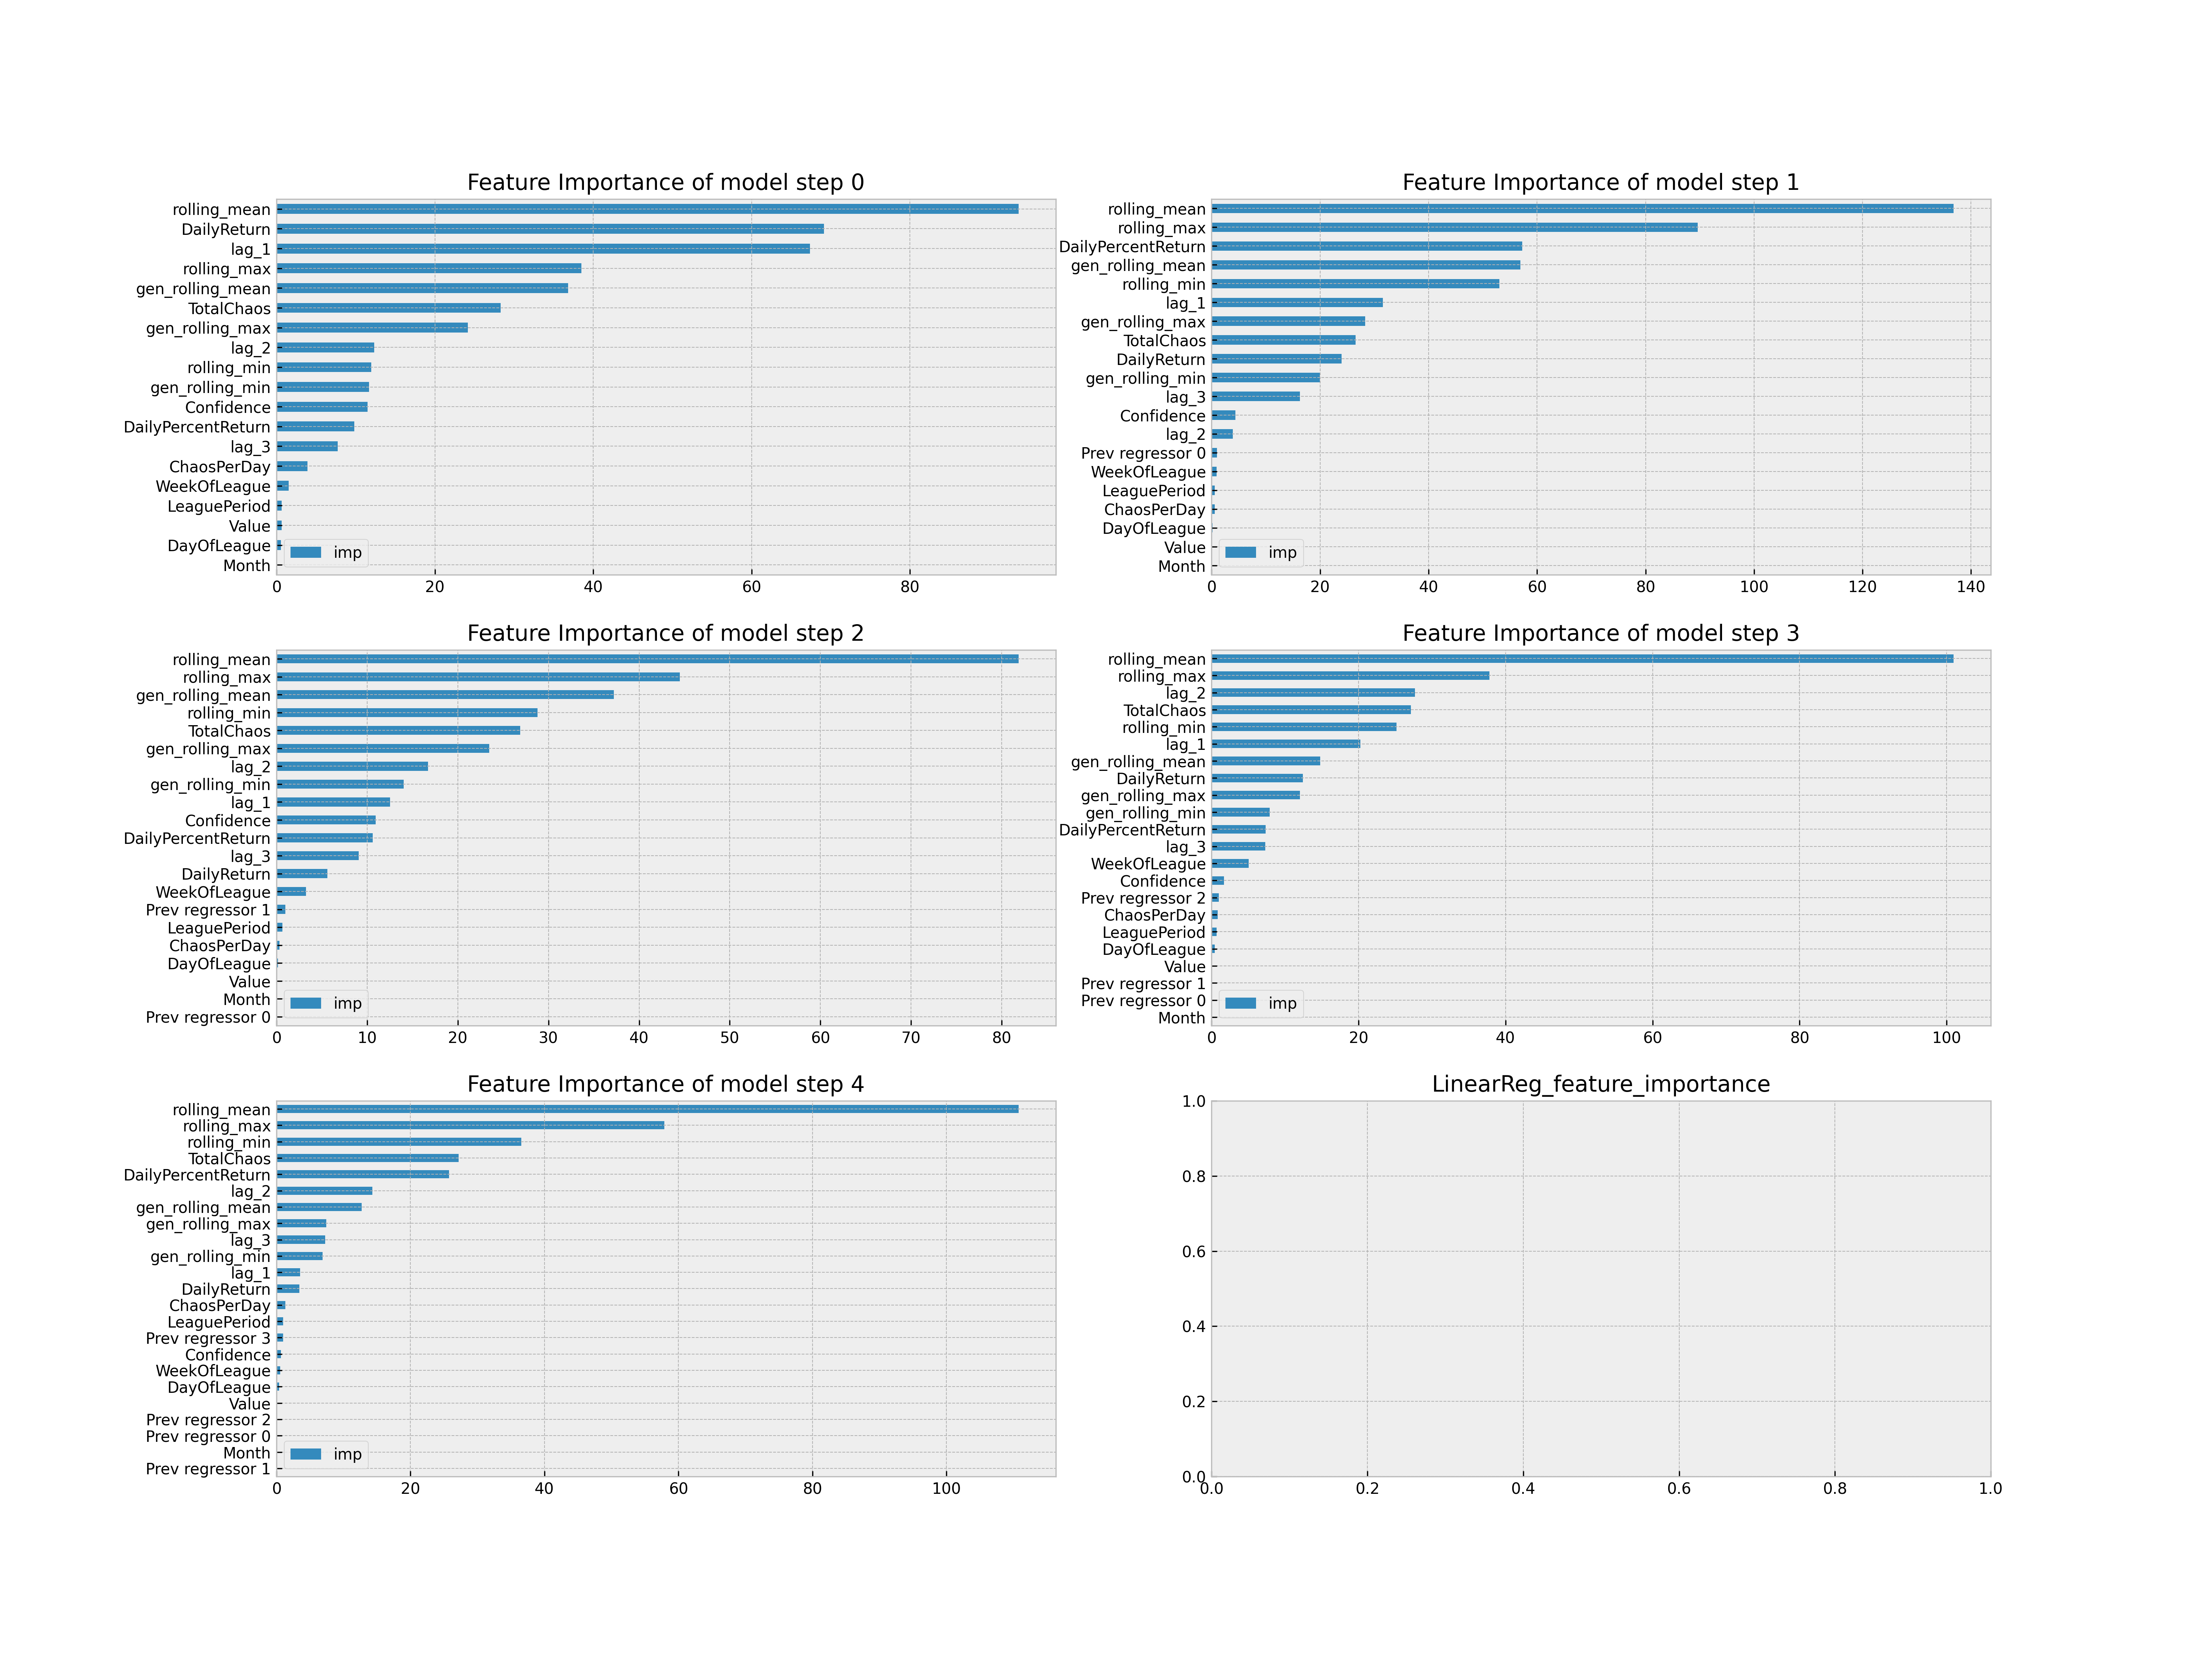 Feature Importance of model step 0
rolling_mean
DailyReturn
lag_1
rolling_max
gen_rolling_mean
TotalChaos
gen_rolling_max
lag_2
rolling_min
gen_rolling_min
Confidence
DailyPercentReturn
lag_3
ChaosPerDay
WeekOfLeague
LeaguePeriod
Value
DayOfLeague
Month
imp
0 20 40 60 80
Feature Importance of model step 1
rolling_mean
rolling_max
DailyPercentReturn
gen_rolling_mean
rolling_min
lag_1
gen_rolling_max
TotalChaos
DailyReturn
gen_rolling_min
lag_3
Confidence
lag_2
Prev regressor 0
WeekOfLeague
LeaguePeriod
ChaosPerDay
DayOfLeague
Value
Month
imp
0 20 40 60 80 100 120 140
Feature Importance of model step 2
rolling_mean
rolling_max
gen_rolling_mean
rolling_min
TotalChaos
gen_rolling_max
lag_2
gen_rolling_min
lag_1
Confidence
DailyPercentReturn
lag_3
DailyReturn
WeekOfLeague
Prev regressor 1
LeaguePeriod
ChaosPerDay
DayOfLeague
Value
Month
Prev regressor 0
imp
0 10 20 30 40 50 60 70 80
Feature Importance of model step 3
rolling_mean
rolling_max
lag_2
TotalChaos
rolling_min
lag_1
gen_rolling_mean
DailyReturn
gen_rolling_max
gen_rolling_min
DailyPercentReturn
lag_3
WeekOfLeague
Confidence
Prev regressor 2
ChaosPerDay
LeaguePeriod
DayOfLeague
Value
Prev regressor 1
Prev regressor 0
Month
imp
0 20 40 60 80 100
Feature Importance of model step 4
rolling_mean
rolling_max
rolling_min
TotalChaos
DailyPercentReturn
lag_2
gen_rolling_mean
gen_rolling_max
lag_3
gen_rolling_min
lag_1
DailyReturn
ChaosPerDay
LeaguePeriod
Prev regressor 3
Confidence
WeekOfLeague
DayOfLeague
Value
Prev regressor 2
Prev regressor 0
Month
Prev regressor 1
imp
0 20 40 60 80 100
LinearReg_feature_importance
1.0
0.8
0.6
0.4
0.2
0.0
0.0 0.2 0.4 0.6 0.8 1.0